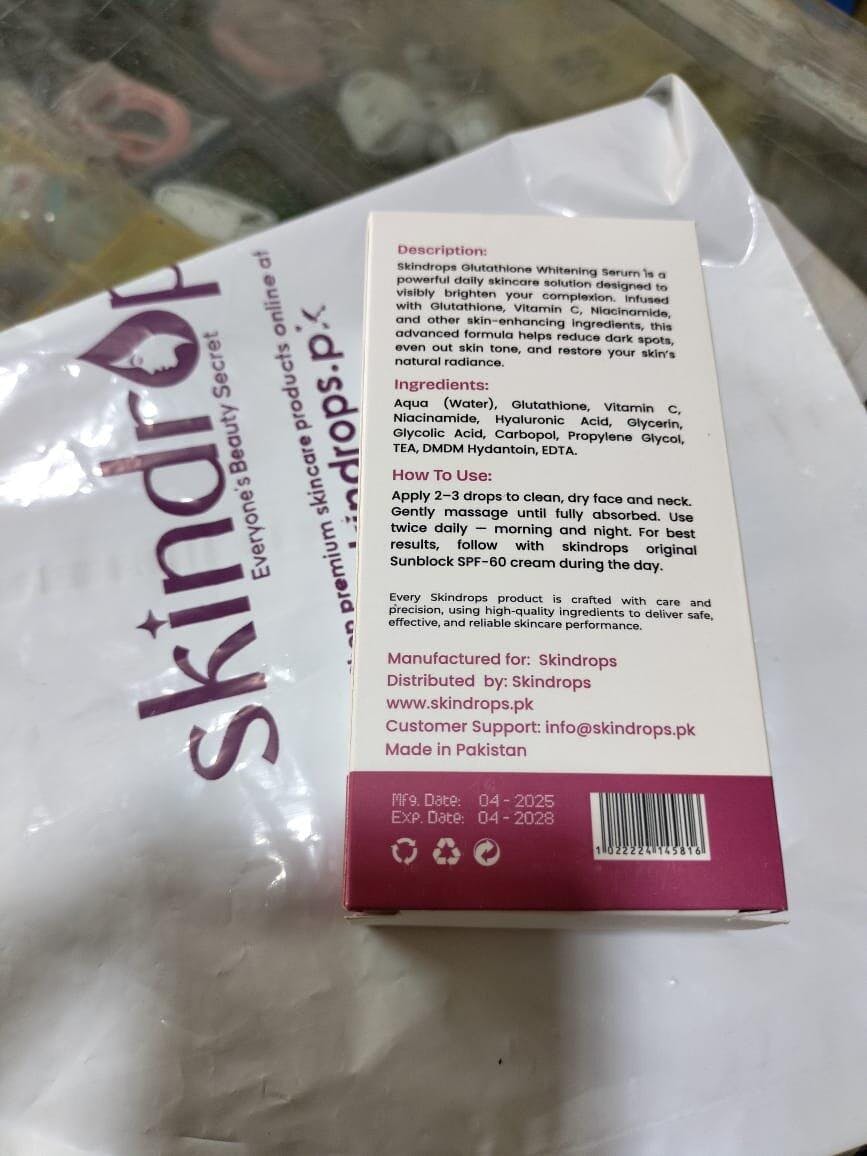 Description:
Skindrops Glutathione Whitening Serum is a
powerful daily skincare solution designed to
visibly brighten your complexion. Infused
with Glutathione, Vitamin C, Niacinamide,
and other skin-enhancing ingredients, this
advanced formula helps reduce dark spots,
even out skin tone, and restore your skin's
natural radiance.
Ingredients:
Aqua (Water), Glutathione, Vitamin C,
Niacinamide, Hyaluronic Acid, Glycerin,
Glycolic Acid, Carbopol, Propylene Glycol,
TEA, DMDM Hydantoin, EDTA.
How To Use:
Apply 2–3 drops to clean, dry face and neck.
Gently massage until fully absorbed. Use
twice daily — morning and night. For best
results, follow with skindrops original
Sunblock SPF-60 cream during the day.
Every Skindrops product is crafted with care and
precision, using high-quality ingredients to deliver safe,
effective, and reliable skincare performance.
Manufactured for: Skindrops
Distributed by: Skindrops
www.skindrops.pk
Customer Support: info@skindrops.pk
Made in Pakistan
Mfg. Date: 04 - 2025
Exp. Date: 04 - 2028
1 022224 145816
skindrop
Everyone's Beauty Secret
premium skincare products online at
indrops.pk